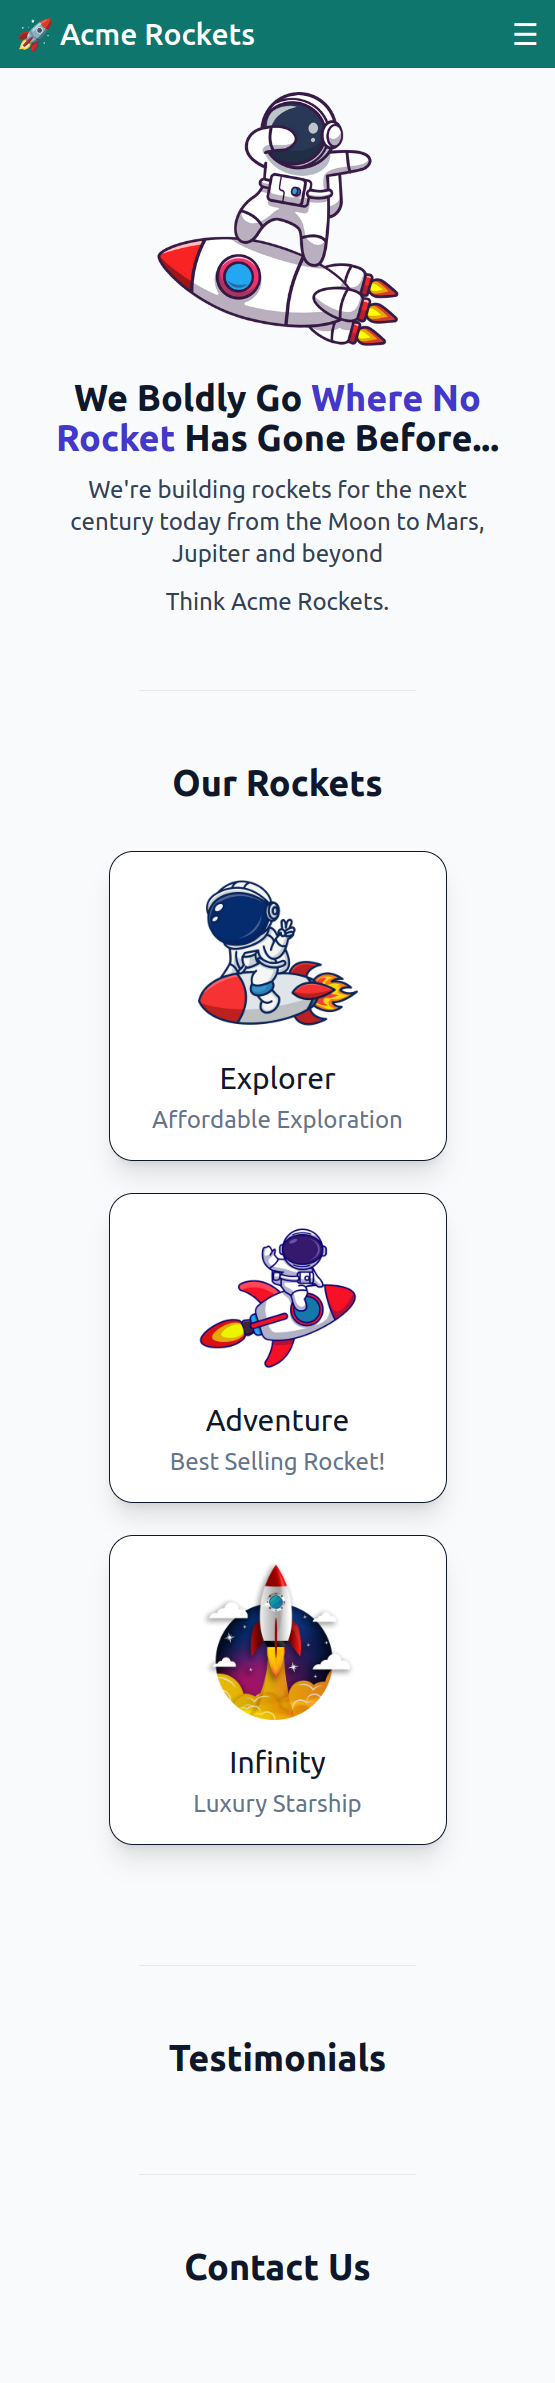 🚀 Acme Rockets ☰
We Boldly Go Where No
Rocket Has Gone Before...
We're building rockets for the next
century today from the Moon to Mars,
Jupiter and beyond
Think Acme Rockets.
Our Rockets
Explorer
Affordable Exploration
Adventure
Best Selling Rocket!
Infinity
Luxury Starship
Testimonials
Contact Us